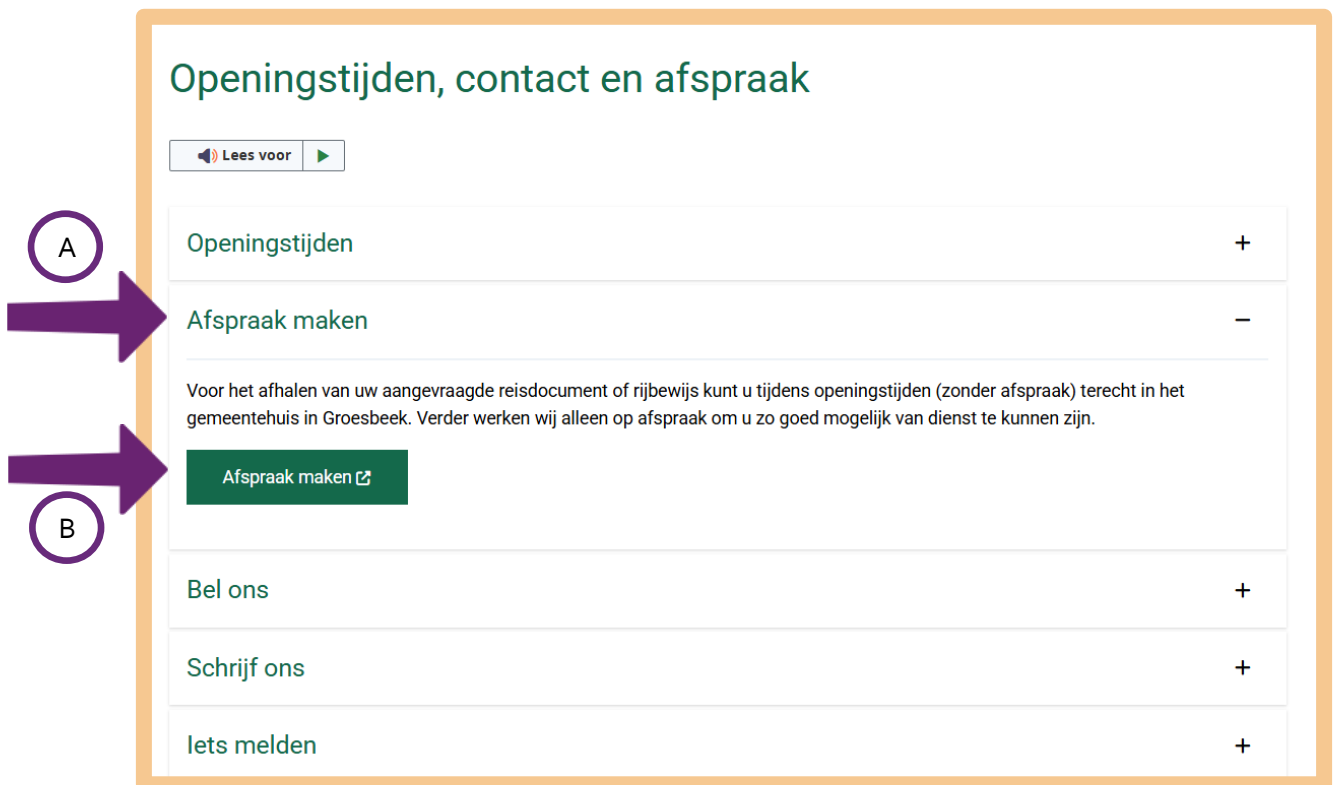 Openingstijden, contact en afspraak
Lees voor
A
Openingstijden
Afspraak maken
Voor het afhalen van uw aangevraagde reisdocument of rijbewijs kunt u tijdens openingstijden (zonder afspraak) terecht in het
gemeentehuis in Groesbeek. Verder werken wij alleen op afspraak om u zo goed mogelijk van dienst te kunnen zijn.
Afspraak maken
B
Bel ons
Schrijf ons
Iets melden